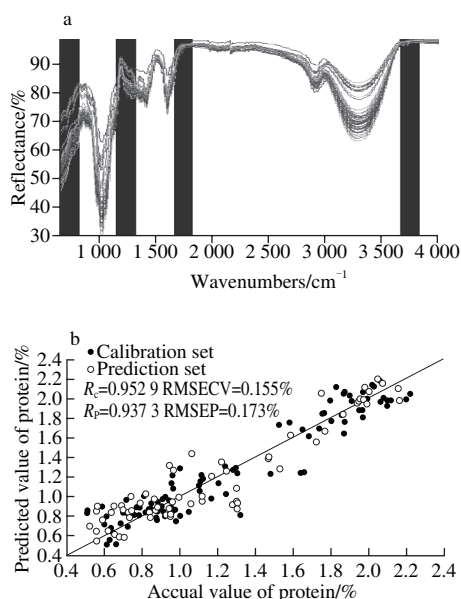 a
Reflectance/%
90
80
70
60
50
40
30
1 000 1 500 2 000 2 500 3 000 3 500 4 000
Wavenumbers/cm⁻¹
b
Predicted value of protein/%
● Calibration set
○ Prediction set
Rc=0.952 9 RMSECV=0.155%
RP=0.937 3 RMSEP=0.173%
2.4
2.2
2.0
1.8
1.6
1.4
1.2
1.0
0.8
0.6
0.4
0.4 0.6 0.8 1.0 1.2 1.4 1.6 1.8 2.0 2.2 2.4
Accual value of protein/%